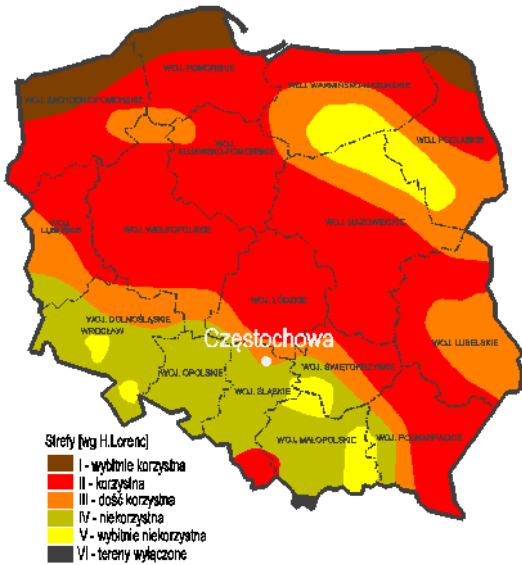 WOJ. POMORSKIE
WOJ. ZACHODNIOPOMORSKIE
WOJ. WARMIŃSKO-MAZURSKIE
WOJ. PODLASKIE
WOJ. KUJAWSKO-POMORSKIE
WOJ. LUBUSKIE
WOJ. WIELKOPOLSKIE
WOJ. MAZOWIECKIE
WOJ. DOLNOŚLĄSKIE
WROCŁAW
WOJ. ŁÓDZKIE
Częstochowa
WOJ. LUBELSKIE
WOJ. OPOLSKIE
WOJ. ŚLĄSKIE
WOJ. ŚWIĘTOKRZYSKIE
WOJ. MAŁOPOLSKIE
WOJ. PODKARPACKIE
Strefy [wg H.Lorenc]
I - wybitnie korzystna
II - korzystna
III - dość korzystna
IV - niekorzystna
V - wybitnie niekorzystna
VI - tereny wyłączone